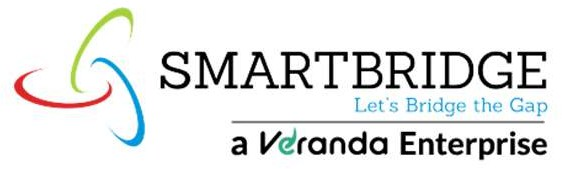 SMARTBRIDGE
Let's Bridge the Gap
a Veranda Enterprise